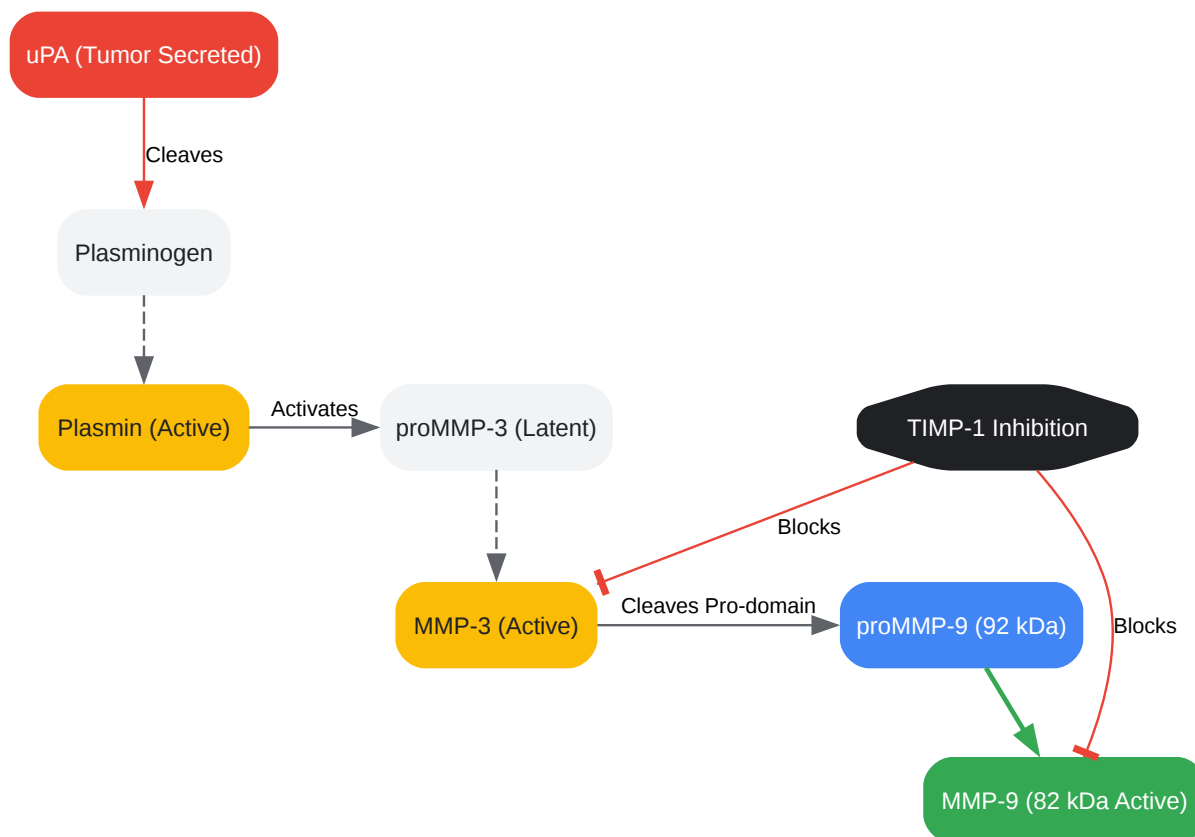 uPA (Tumor Secreted)
Cleaves
Plasminogen
Plasmin (Active)
Activates
proMMP-3 (Latent)
TIMP-1 Inhibition
Blocks
MMP-3 (Active)
Cleaves Pro-domain
proMMP-9 (92 kDa)
Blocks
MMP-9 (82 kDa Active)